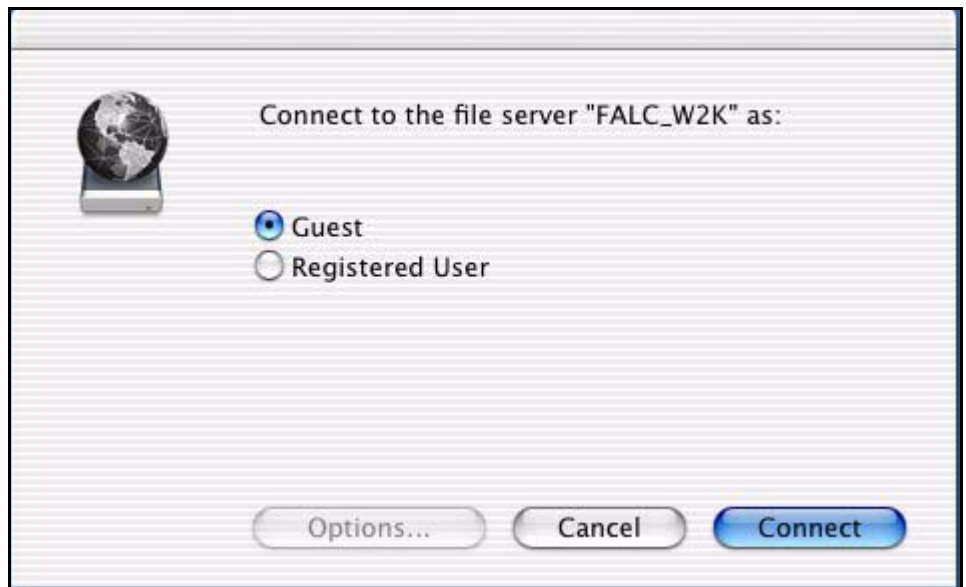 Connect to the file server "FALC_W2K" as:
Guest
Registered User
Options... Cancel Connect